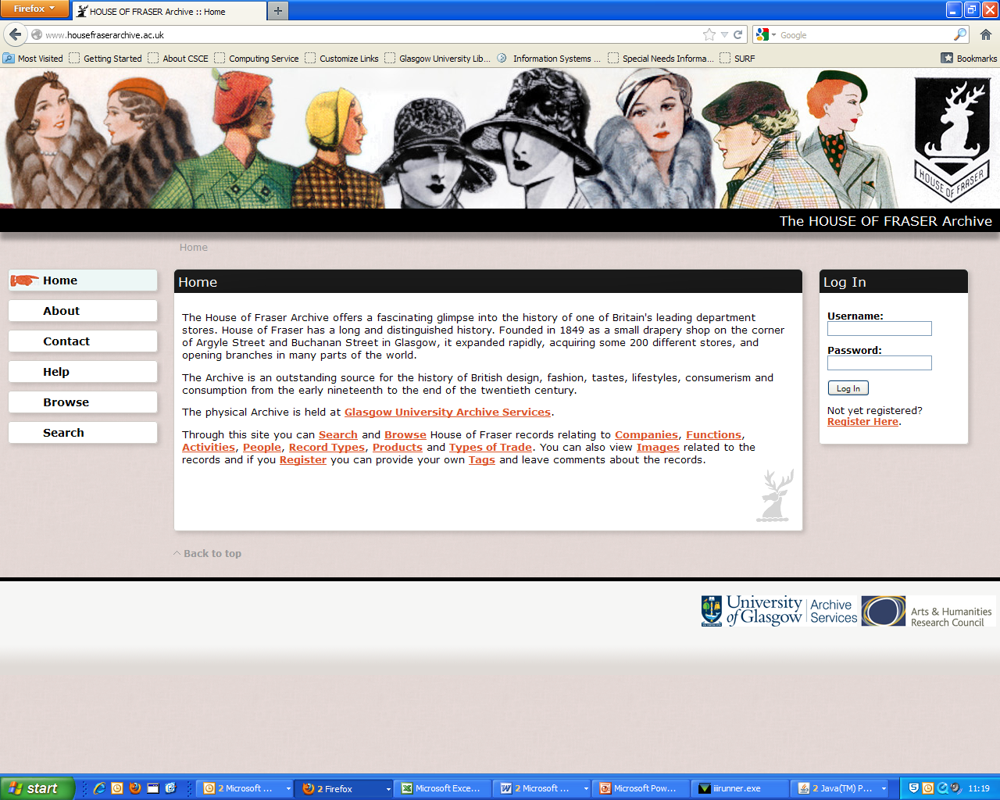 Firefox
HOUSE OF FRASER Archive :: Home
www.housefraserarchive.ac.uk
Google
Most Visited
Getting Started
About CSCE
Computing Service
Customize Links
Glasgow University Lib...
Information Systems ...
Special Needs Informa...
SURF
Bookmarks
HOUSE OF FRASER
The HOUSE OF FRASER Archive
Home
Home
About
Contact
Help
Browse
Search
Home
The House of Fraser Archive offers a fascinating glimpse into the history of one of Britain's leading department
stores. House of Fraser has a long and distinguished history. Founded in 1849 as a small drapery shop on the corner
of Argyle Street and Buchanan Street in Glasgow, it expanded rapidly, acquiring some 200 different stores, and
opening branches in many parts of the world.
The Archive is an outstanding source for the history of British design, fashion, tastes, lifestyles, consumerism and
consumption from the early nineteenth to the end of the twentieth century.
The physical Archive is held at Glasgow University Archive Services.
Through this site you can Search and Browse House of Fraser records relating to Companies, Functions,
Activities, People, Record Types, Products and Types of Trade. You can also view Images related to the
records and if you Register you can provide your own Tags and leave comments about the records.
Log In
Username:
Password:
Log In
Not yet registered?
Register Here.
^ Back to top
University of Glasgow
Archive Services
Arts & Humanities
Research Council
start
2 Microsoft ...
2 Firefox
Microsoft Exce...
2 Microsoft ...
Microsoft Pow...
iiirunner.exe
2 Java(TM) P...
11:19